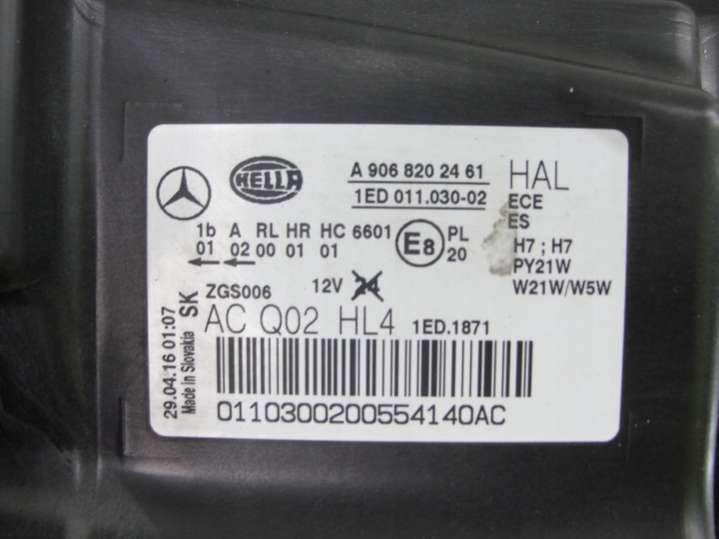 HELLA
A 906 820 24 61
1ED 011.030-02
HAL
ECE
ES
1b A RL HR HC 6601
01 02 00 01 01
E8
PL
20
H7 ; H7
PY21W
W21W/W5W
ZGS006
12V 24
AC Q02 HL4 1ED.1871
0110300200554140AC
29.04.16 01:07
Made in Slovakia
SK